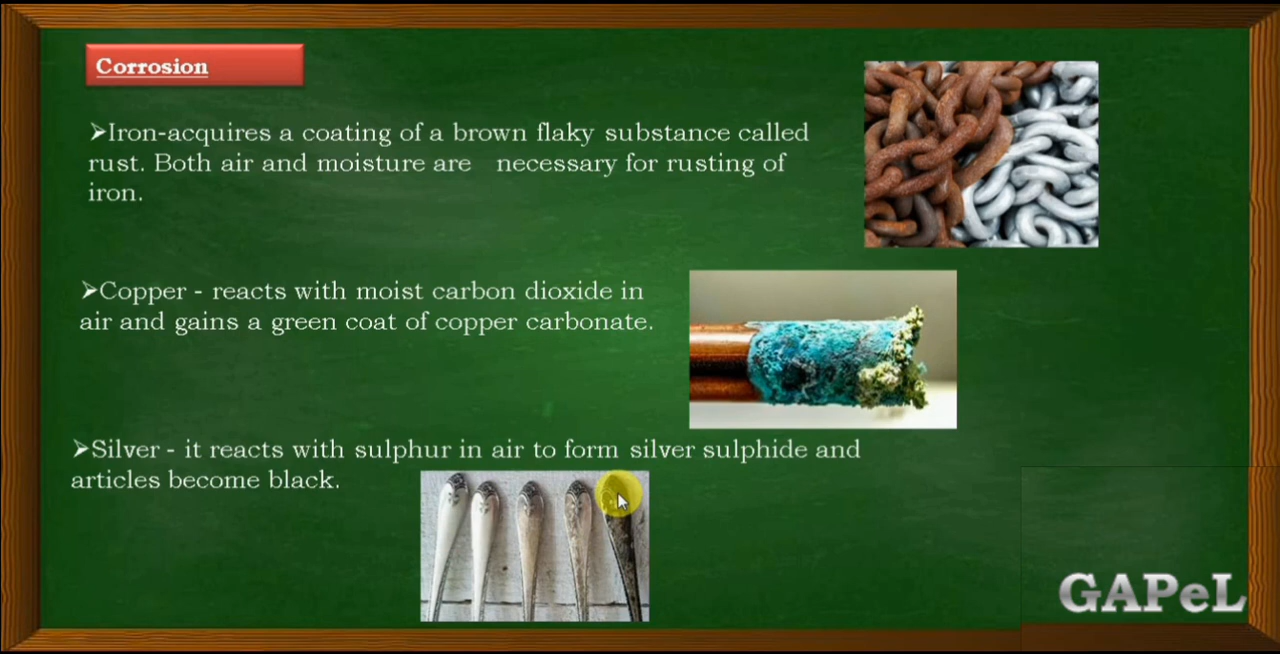 Corrosion
➢Iron-acquires a coating of a brown flaky substance called
rust. Both air and moisture are necessary for rusting of
iron.
➢Copper - reacts with moist carbon dioxide in
air and gains a green coat of copper carbonate.
➢Silver - it reacts with sulphur in air to form silver sulphide and
articles become black.
GAPeL